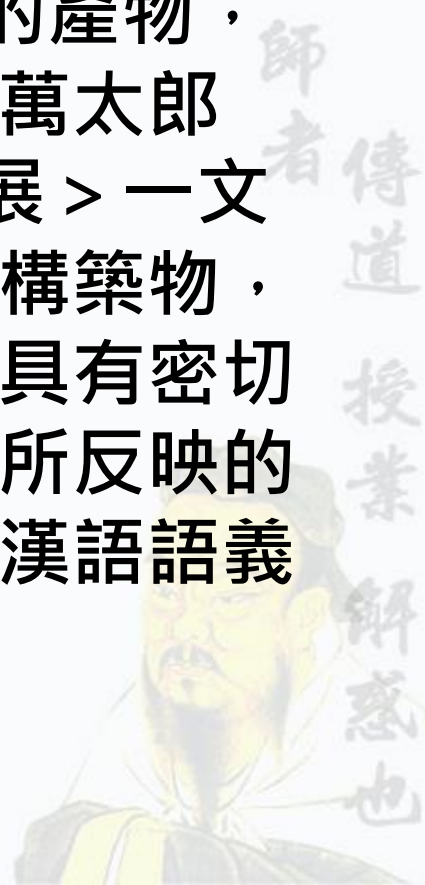 的產物，
萬太郎
展 > 一文
構築物，
具有密切
所反映的
漢語語義
師者
傳道 授業 解惑也